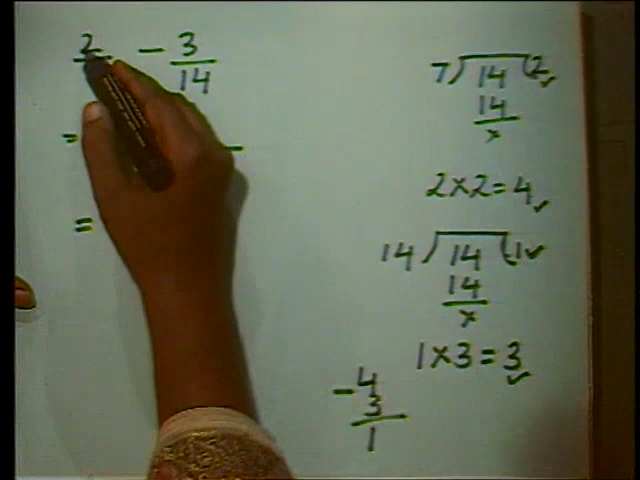 2 - 3
14
=
=
7 ) 14 ( 2 ✓
14
x
2×2=4 ✓
14 ) 14 ( 1 ✓
14
x
1×3=3 ✓
- 4
3
1